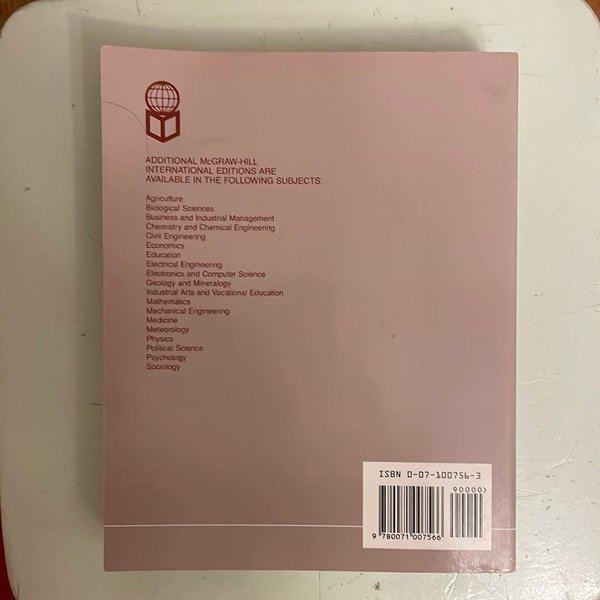 ADDITIONAL McGRAW-HILL
INTERNATIONAL EDITIONS ARE
AVAILABLE IN THE FOLLOWING SUBJECTS:
Agriculture
Biological Sciences
Business and Industrial Management
Chemistry and Chemical Engineering
Civil Engineering
Economics
Education
Electrical Engineering
Electronics and Computer Science
Geology and Mineralogy
Industrial Arts and Vocational Education
Mathematics
Mechanical Engineering
Medicine
Meteorology
Physics
Political Science
Psychology
Sociology
ISBN 0-07-100756-3
90000>
9 780071 007566